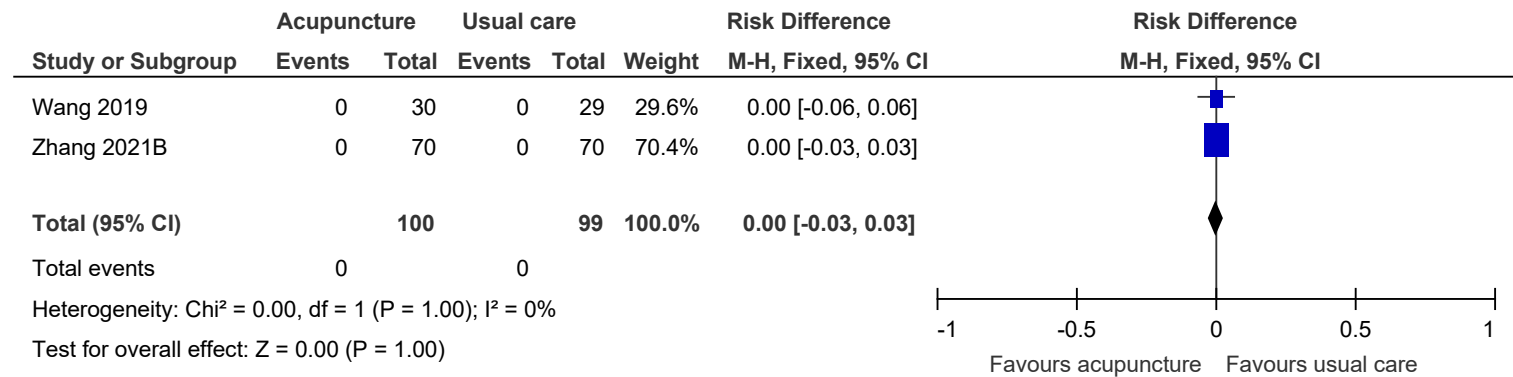 Acupuncture Usual care Risk Difference Risk Difference
Study or Subgroup Events Total Events Total Weight M-H, Fixed, 95% CI M-H, Fixed, 95% CI
Wang 2019 0 30 0 29 29.6% 0.00 [-0.06, 0.06]
Zhang 2021B 0 70 0 70 70.4% 0.00 [-0.03, 0.03]
Total (95% CI) 100 99 100.0% 0.00 [-0.03, 0.03]
Total events 0 0
Heterogeneity: Chi² = 0.00, df = 1 (P = 1.00); I² = 0%
Test for overall effect: Z = 0.00 (P = 1.00)
-1 -0.5 0 0.5 1
Favours acupuncture Favours usual care